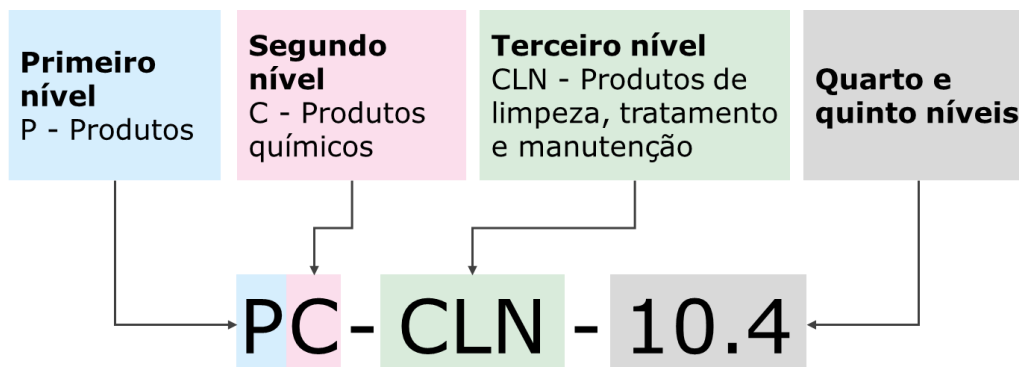 Primeiro
nível
P - Produtos
Segundo
nível
C - Produtos
químicos
Terceiro nível
CLN - Produtos de
limpeza, tratamento
e manutenção
Quarto e
quinto níveis
PC - CLN - 10.4